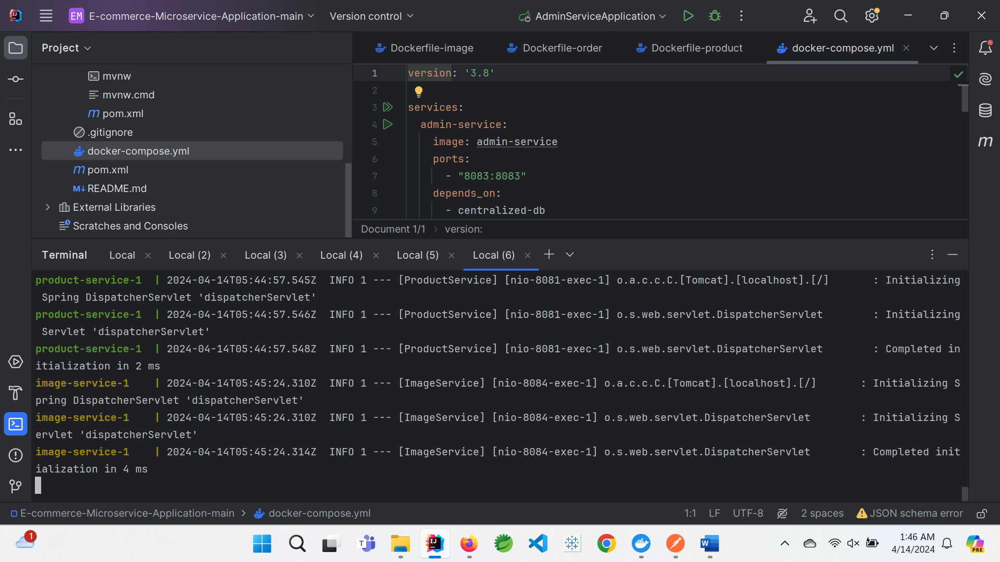 EM E-commerce-Microservice-Application-main Version control AdminServiceApplication
Project
mvnw
mvnw.cmd
m pom.xml
.gitignore
docker-compose.yml
m pom.xml
M↓ README.md
External Libraries
Scratches and Consoles
Dockerfile-image Dockerfile-order Dockerfile-product docker-compose.yml
1 version: '3.8'
2
3 services:
4 admin-service:
5 image: admin-service
6 ports:
7 - "8083:8083"
8 depends_on:
9 - centralized-db
Document 1/1 › version:
m
Terminal Local Local (2) Local (3) Local (4) Local (5) Local (6)
product-service-1 | 2024-04-14T05:44:57.545Z INFO 1 --- [ProductService] [nio-8081-exec-1] o.a.c.c.C.[Tomcat].[localhost].[/] : Initializing
Spring DispatcherServlet 'dispatcherServlet'
product-service-1 | 2024-04-14T05:44:57.546Z INFO 1 --- [ProductService] [nio-8081-exec-1] o.s.web.servlet.DispatcherServlet : Initializing
Servlet 'dispatcherServlet'
product-service-1 | 2024-04-14T05:44:57.548Z INFO 1 --- [ProductService] [nio-8081-exec-1] o.s.web.servlet.DispatcherServlet : Completed in
itialization in 2 ms
image-service-1 | 2024-04-14T05:45:24.310Z INFO 1 --- [ImageService] [nio-8084-exec-1] o.a.c.c.C.[Tomcat].[localhost].[/] : Initializing S
pring DispatcherServlet 'dispatcherServlet'
image-service-1 | 2024-04-14T05:45:24.310Z INFO 1 --- [ImageService] [nio-8084-exec-1] o.s.web.servlet.DispatcherServlet : Initializing S
ervlet 'dispatcherServlet'
image-service-1 | 2024-04-14T05:45:24.314Z INFO 1 --- [ImageService] [nio-8084-exec-1] o.s.web.servlet.DispatcherServlet : Completed init
ialization in 4 ms
E-commerce-Microservice-Application-main › docker-compose.yml 1:1 LF UTF-8 2 spaces JSON schema error
1
1:46 AM
4/14/2024
PRE